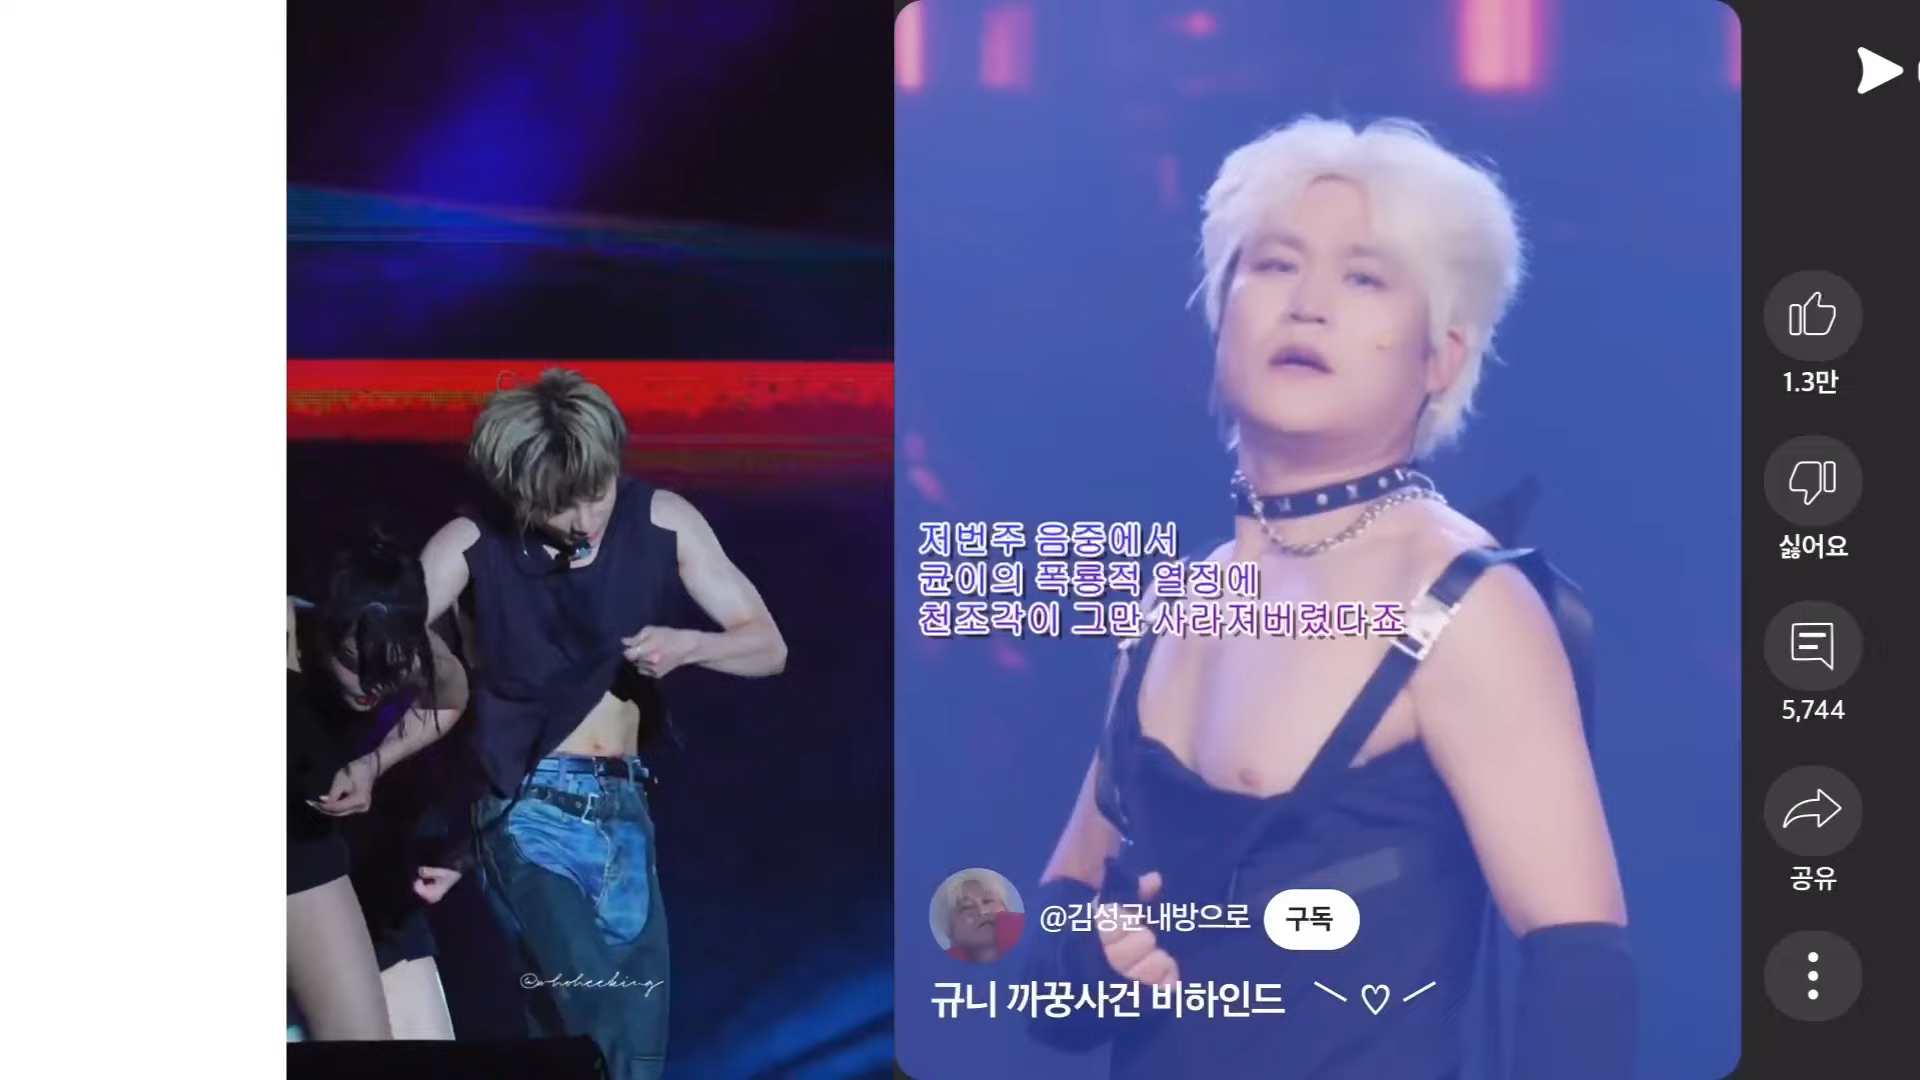 저번주 음중에서
균이의 폭룡적 열정에
천조각이 그만 사라져버렸다죠
@김성균내방으로
구독
규니 까꿍사건 비하인드 ＼ ♡ ／
1.3만
싫어요
5,744
공유
@whoheeking